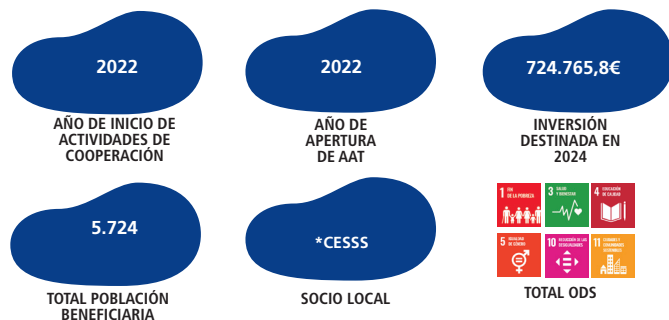 2022
AÑO DE INICIO DE
ACTIVIDADES DE
COOPERACIÓN
2022
AÑO DE
APERTURA
DE AAT
724.765,8€
INVERSIÓN
DESTINADA EN
2024
5.724
TOTAL POBLACIÓN
BENEFICIARIA
*CESSS
SOCIO LOCAL
1 FIN
DE LA POBREZA
3 SALUD
Y BIENESTAR
4 EDUCACIÓN
DE CALIDAD
5 IGUALDAD
DE GÉNERO
10 REDUCCIÓN DE LAS
DESIGUALDADES
11 CIUDADES Y
COMUNIDADES
SOSTENIBLES
TOTAL ODS